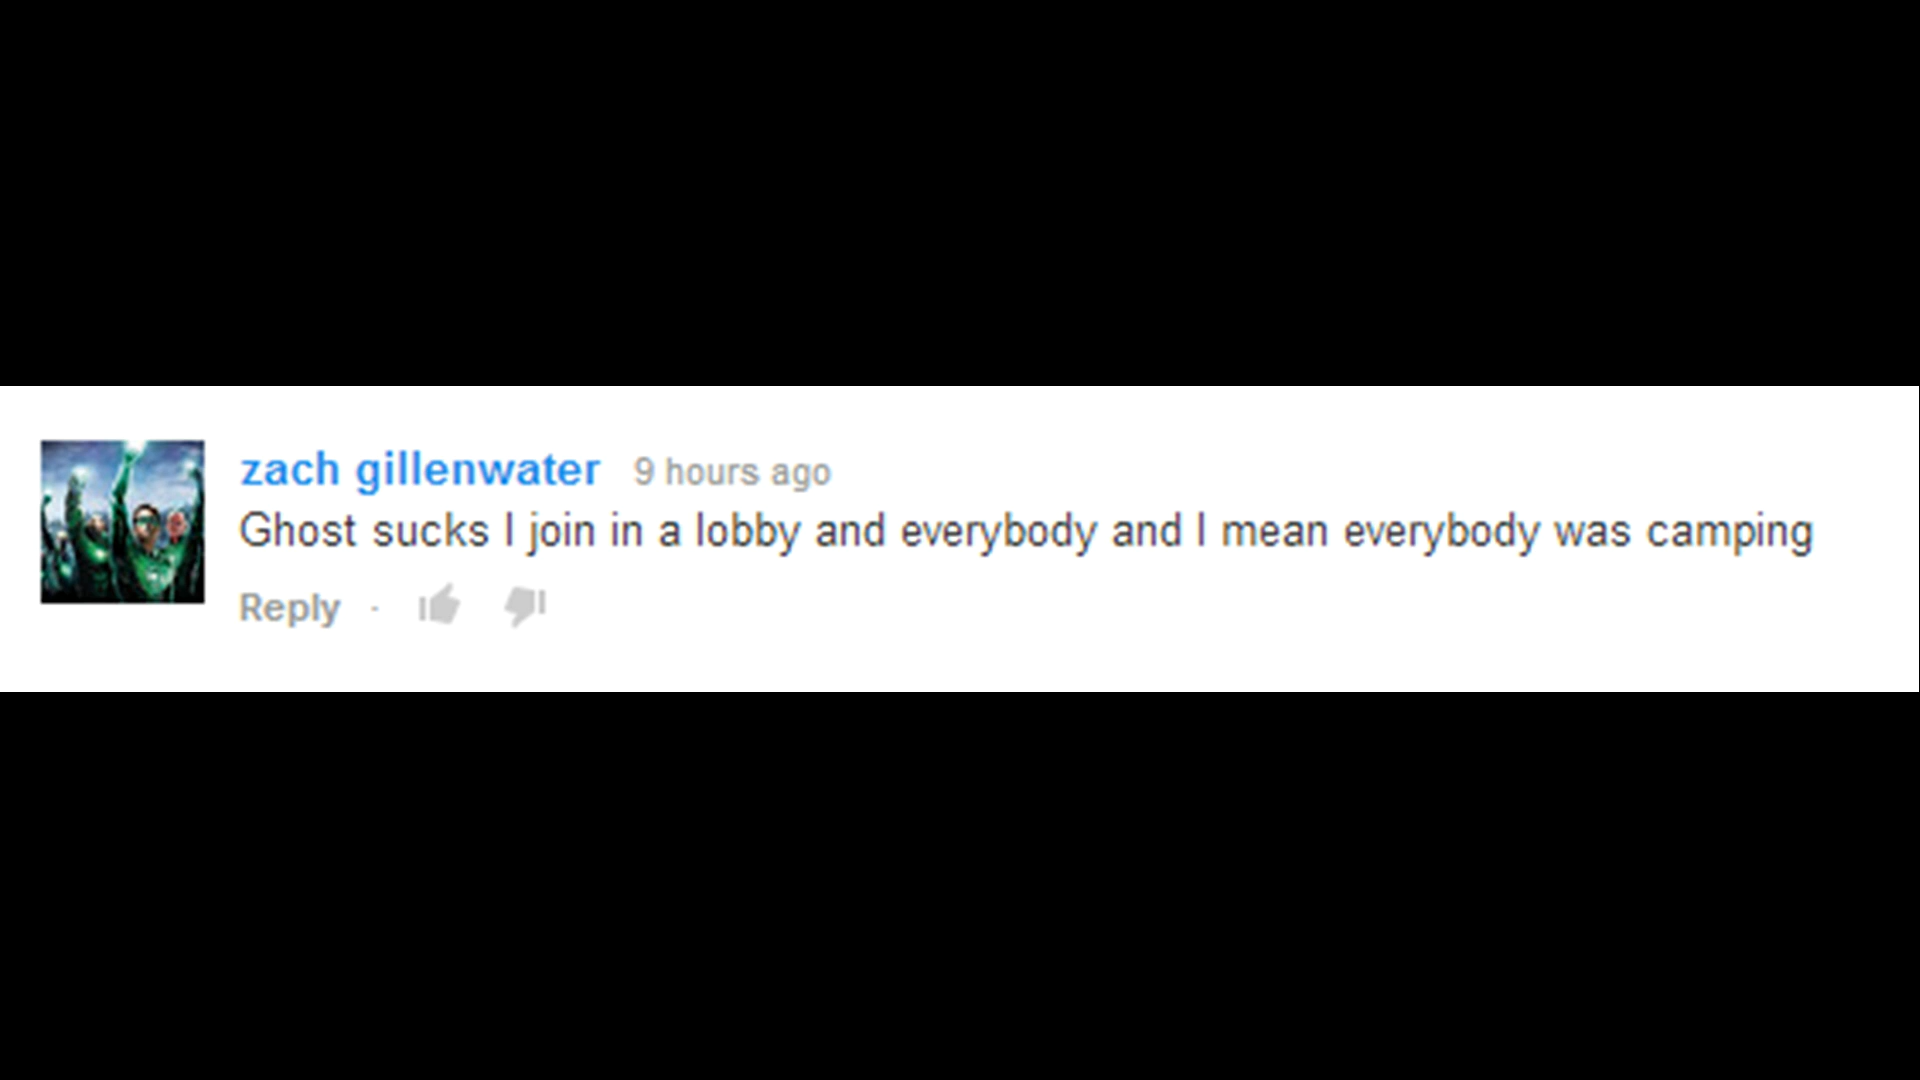 zach gillenwater 9 hours ago
Ghost sucks I join in a lobby and everybody and I mean everybody was camping
Reply ·